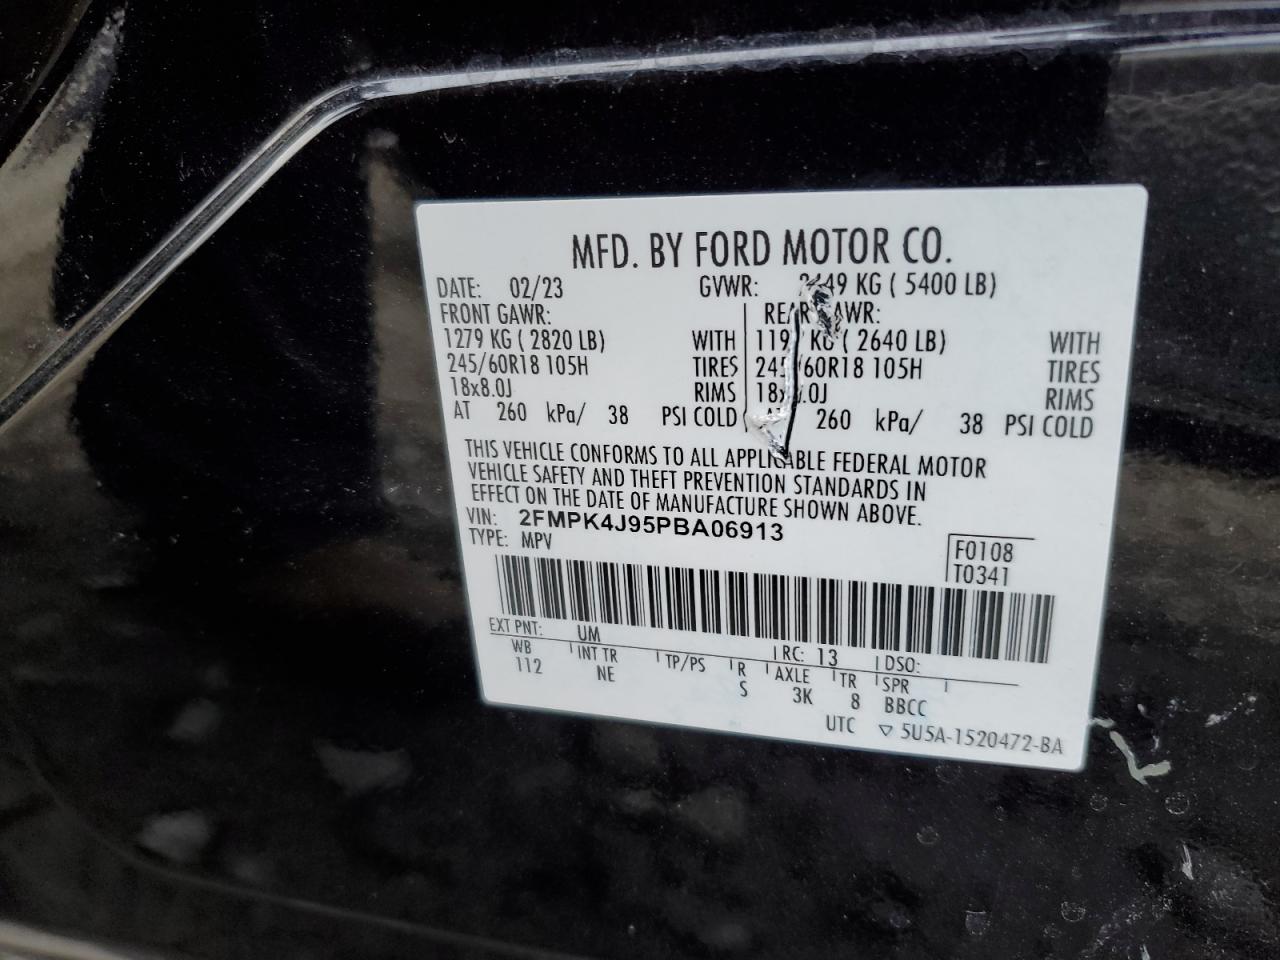 MFD. BY FORD MOTOR CO.
DATE: 02/23 GVWR: KG ( 5400 LB)
FRONT GAWR: REAR
1279 KG ( 2820 LB) WITH KG ( 2640 LB) WITH
245/60R18 105H TIRES 105H TIRES
18x8.0J RIMS RIMS
AT 260 kPa/ 38 PSI COLD 260 kPa/ 38 PSI COLD
THIS VEHICLE CONFORMS TO ALL APPLICABLE FEDERAL MOTOR
VEHICLE SAFETY AND THEFT PREVENTION STANDARDS IN
EFFECT ON THE DATE OF MANUFACTURE SHOWN ABOVE.
VIN: 2FMPK4J95PBA06913
TYPE: MPV
F0108
T0341
EXT PNT: UM RC: 13 DSO:
WB INT TR TP/PS R AXLE TR SPR
112 NE S 3K 8 BBCC
UTC ▽ 5U5A-1520472-BA